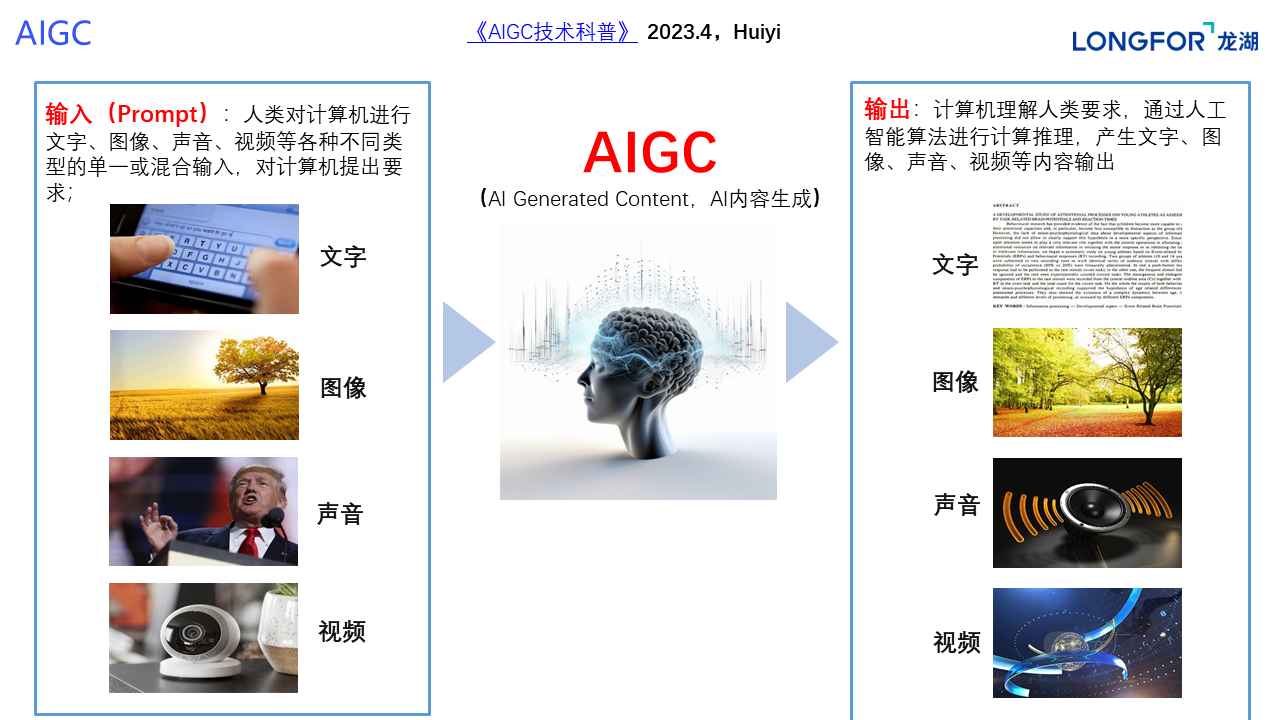 AIGC
《AIGC技术科普》 2023.4，Huiyi
LONGFOR 龙湖
输入（Prompt）：人类对计算机进行
文字、图像、声音、视频等各种不同类
型的单一或混合输入，对计算机提出要
求；
文字
图像
声音
视频
AIGC
（AI Generated Content，AI内容生成）
输出：计算机理解人类要求，通过人工
智能算法进行计算推理，产生文字、图
像、声音、视频等内容输出
ABSTRACT
A DEVELOPMENTAL STUDY OF ATTENTIONAL PROCESSES ON YOUNG ATHLETES AS ASSESS
BY TASK-RELATED BRAIN POTENTIALS AND REACTION TIMES
KEY WORDS : Information processing — Developmental aspect — Event Related Brain Potentials
文字
图像
声音
视频